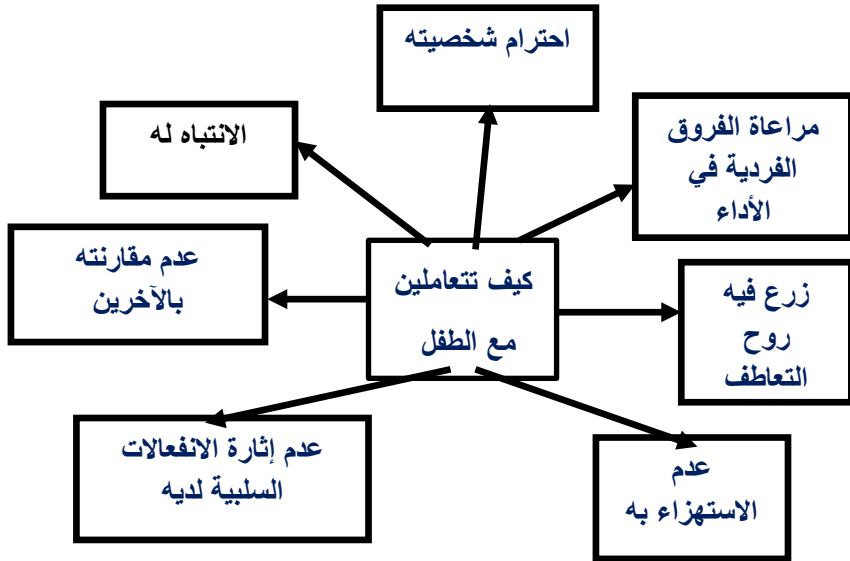 احترام شخصيته
مراعاة الفروق
الفردية في
الأداء
الانتباه له
عدم مقارنته
بالآخرين
كيف تتعاملين
مع الطفل
زرع فيه
روح
التعاطف
عدم إثارة الانفعالات
السلبية لديه
عدم
الاستهزاء به